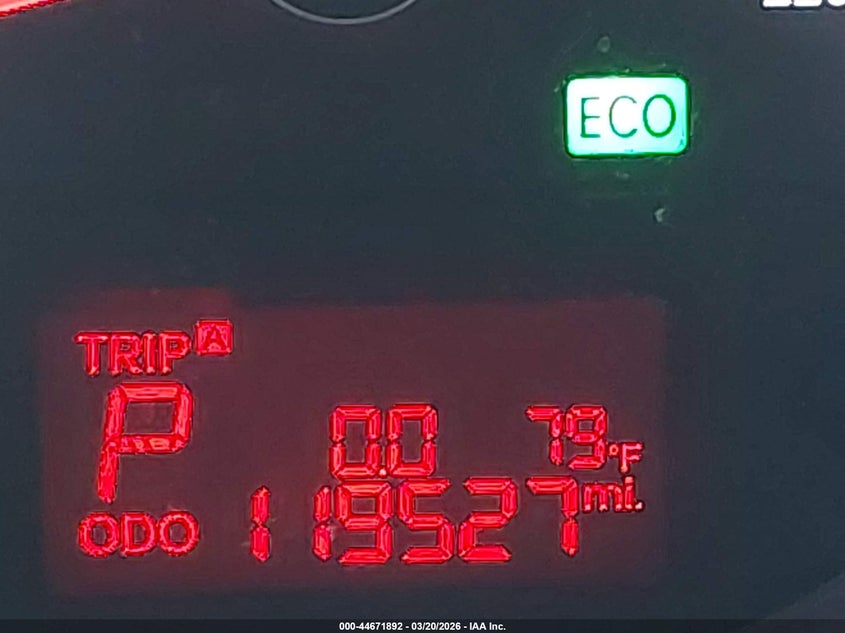 ECO
TRIP A
P 0.0 79°F
ODO 119527 mi.
000-44671892 - 03/20/2026 - IAA Inc.